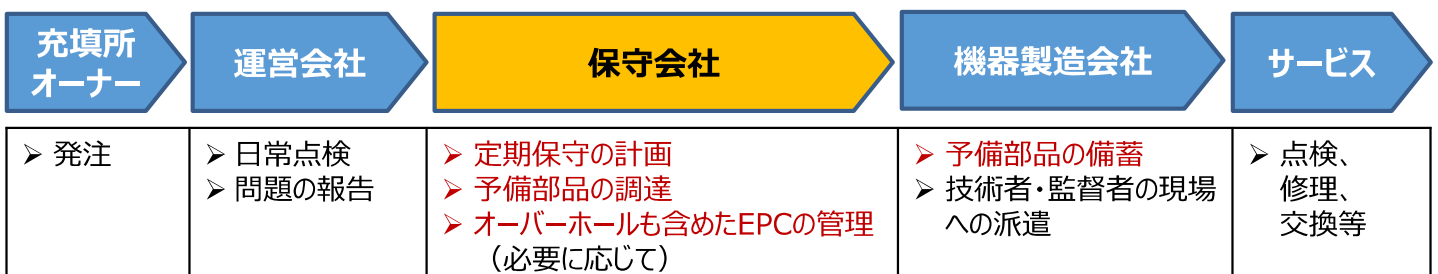 充填所
オーナー
運営会社
保守会社
機器製造会社
サービス
➢ 発注
➢ 日常点検
➢ 問題の報告
➢ 定期保守の計画
➢ 予備部品の調達
➢ オーバーホールも含めたEPCの管理
（必要に応じて）
➢ 予備部品の備蓄
➢ 技術者・監督者の現場
への派遣
➢ 点検、
修理、
交換等